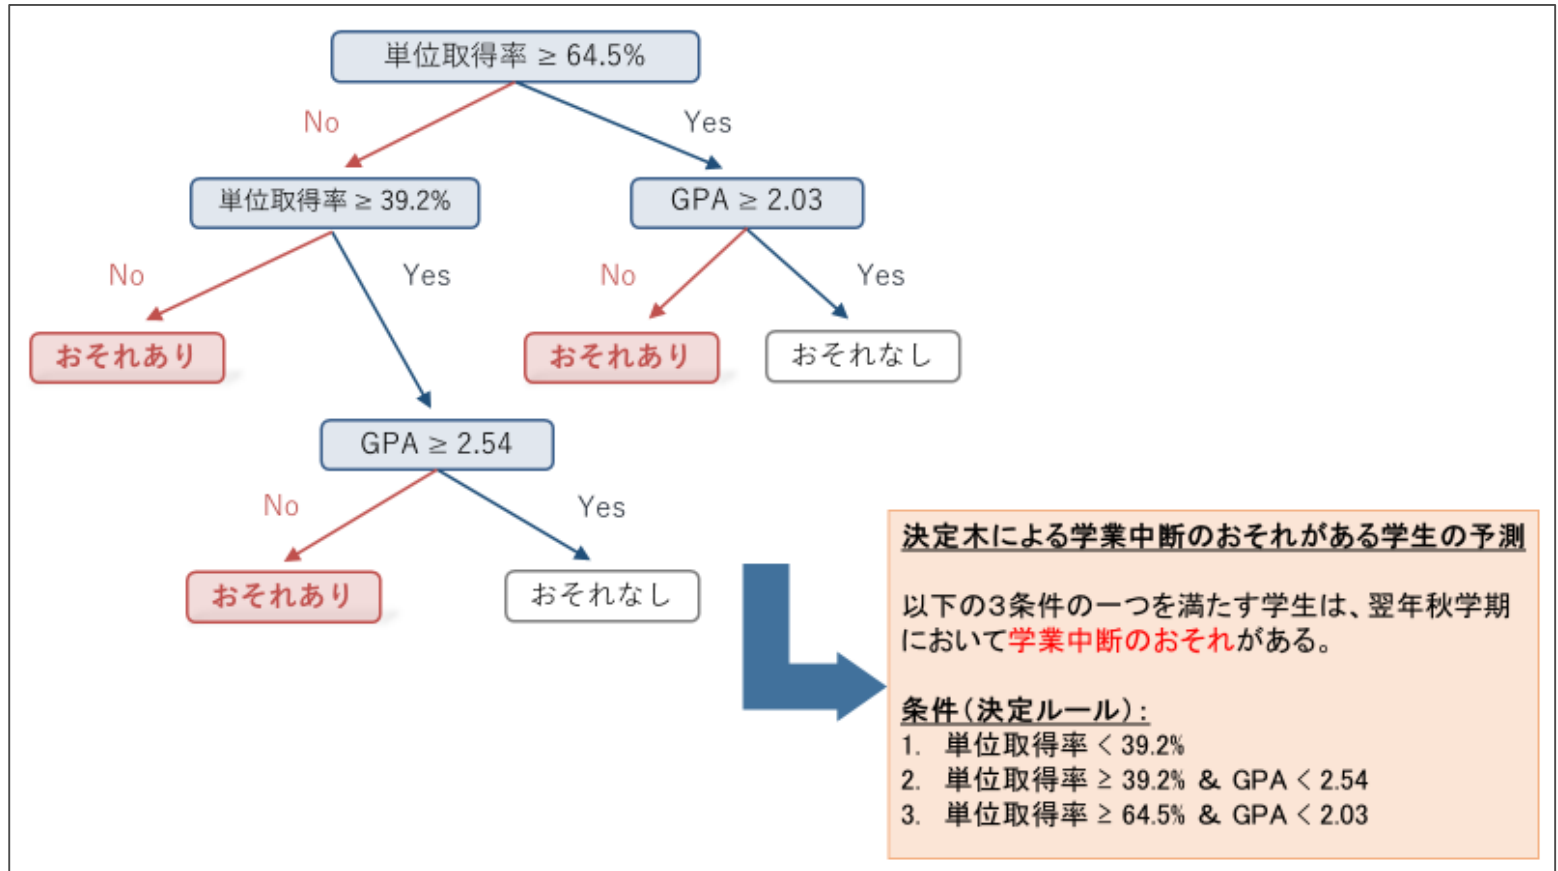 単位取得率 ≥ 64.5%
No
Yes
単位取得率 ≥ 39.2%
GPA ≥ 2.03
No
Yes
No
Yes
おそれあり
おそれあり
おそれなし
GPA ≥ 2.54
No
Yes
おそれあり
おそれなし
決定木による学業中断のおそれがある学生の予測
以下の3条件の一つを満たす学生は、翌年秋学期
において学業中断のおそれがある。
条件(決定ルール):
1. 単位取得率 < 39.2%
2. 単位取得率 ≥ 39.2% & GPA < 2.54
3. 単位取得率 ≥ 64.5% & GPA < 2.03